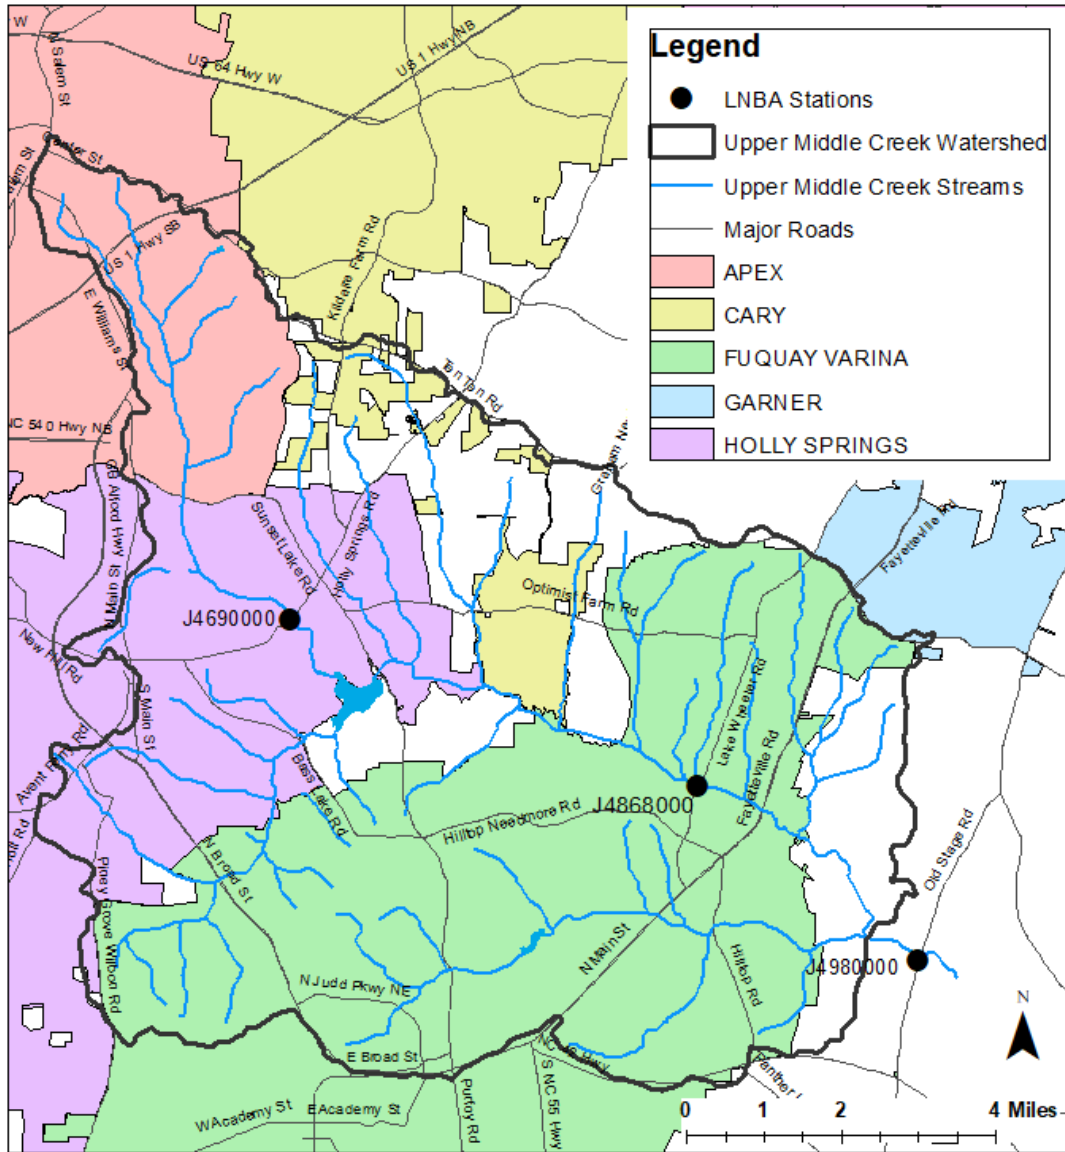 W
N Salem St
US 64 Hwy W
US 1 Hwy NB
Legend
LNBA Stations
Upper Middle Creek Watershed
Upper Middle Creek Streams
Major Roads
APEX
CARY
FUQUAY VARINA
GARNER
HOLLY SPRINGS
Center St
US 1 Hwy SB
E Williams St
Kildaire Farm Rd
Ten Ten Rd
NC 540 Hwy NB
GB Alford Hwy
N Main St
Sunset Lake Rd
Holly Springs Rd
Graham Ne
Fayetteville Rd
Optimist Farm Rd
J4690000
New Hill Rd
S Main St
Avent Ferry Rd
Bass Lake Rd
Lake Wheeler Rd
Fayetteville Rd
J4868000
Hilltop Needmore Rd
Old Stage Rd
N Broad St
Piney Grove Wilbon Rd
N Main St
Hilltop Rd
J4980000
N Judd Pkwy NE
E Broad St
Purfoy Rd
S NC 55 Hwy
Panther
W Academy St
E Academy St
N
0 1 2 4 Miles